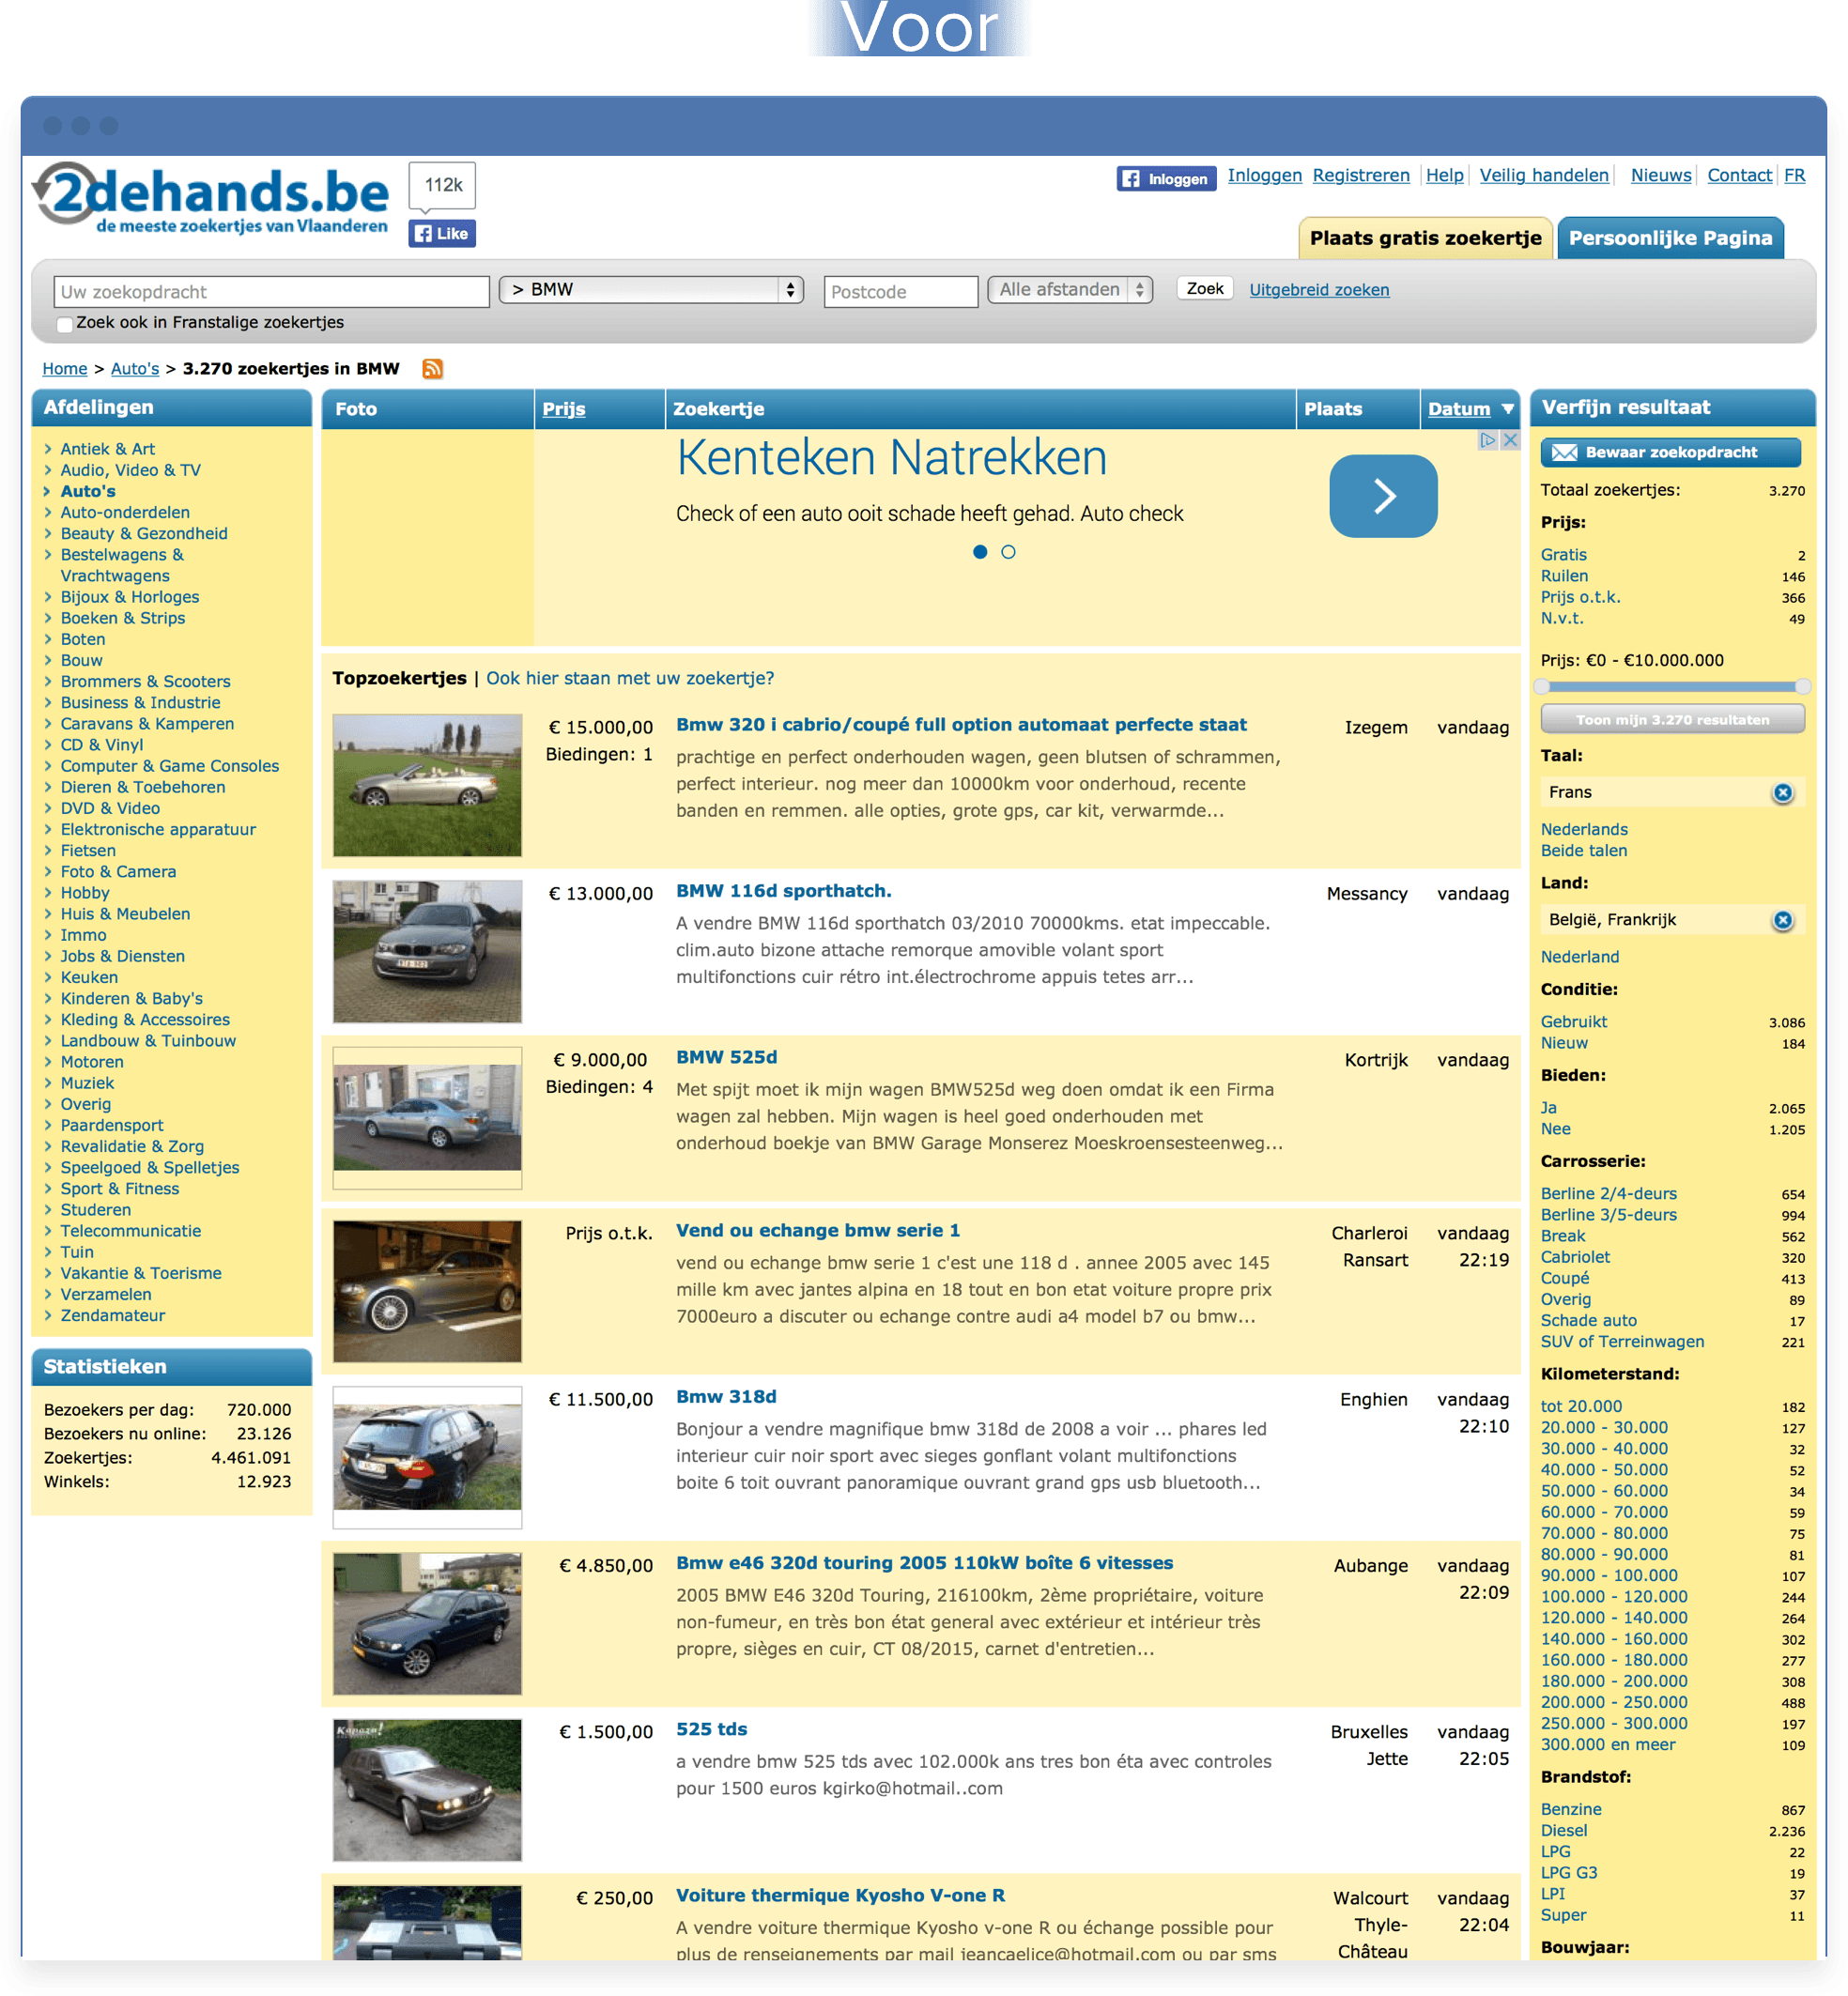 Voor
2dehands.be
de meeste zoekertjes van Vlaanderen
112k
Like
Inloggen
Inloggen Registreren Help Veilig handelen Nieuws Contact FR
Plaats gratis zoekertje
Persoonlijke Pagina
Uw zoekopdracht
> BMW
Postcode
Alle afstanden
Zoek
Uitgebreid zoeken
Zoek ook in Franstalige zoekertjes
Home > Auto's > 3.270 zoekertjes in BMW
Afdelingen
> Antiek & Art
> Audio, Video & TV
> Auto's
> Auto-onderdelen
> Beauty & Gezondheid
> Bestelwagens &
Vrachtwagens
> Bijoux & Horloges
> Boeken & Strips
> Boten
> Bouw
> Brommers & Scooters
> Business & Industrie
> Caravans & Kamperen
> CD & Vinyl
> Computer & Game Consoles
> Dieren & Toebehoren
> DVD & Video
> Elektronische apparatuur
> Fietsen
> Foto & Camera
> Hobby
> Huis & Meubelen
> Immo
> Jobs & Diensten
> Keuken
> Kinderen & Baby's
> Kleding & Accessoires
> Landbouw & Tuinbouw
> Motoren
> Muziek
> Overig
> Paardensport
> Revalidatie & Zorg
> Speelgoed & Spelletjes
> Sport & Fitness
> Studeren
> Telecommunicatie
> Tuin
> Vakantie & Toerisme
> Verzamelen
> Zendamateur
Statistieken
Bezoekers per dag: 720.000
Bezoekers nu online: 23.126
Zoekertjes: 4.461.091
Winkels: 12.923
Foto Prijs Zoekertje Plaats Datum ▼
Kenteken Natrekken
Check of een auto ooit schade heeft gehad. Auto check
Topzoekertjes | Ook hier staan met uw zoekertje?
€ 15.000,00
Biedingen: 1
Bmw 320 i cabrio/coupé full option automaat perfecte staat
prachtige en perfect onderhouden wagen, geen blutsen of schrammen,
perfect interieur. nog meer dan 10000km voor onderhoud, recente
banden en remmen. alle opties, grote gps, car kit, verwarmde...
Izegem
vandaag
€ 13.000,00
BMW 116d sporthatch.
A vendre BMW 116d sporthatch 03/2010 70000kms. etat impeccable.
clim.auto bizone attache remorque amovible volant sport
multifonctions cuir rétro int.électrochrome appuis tetes arr...
Messancy
vandaag
€ 9.000,00
Biedingen: 4
BMW 525d
Met spijt moet ik mijn wagen BMW525d weg doen omdat ik een Firma
wagen zal hebben. Mijn wagen is heel goed onderhouden met
onderhoud boekje van BMW Garage Monserez Moeskroensesteenweg...
Kortrijk
vandaag
Prijs o.t.k.
Vend ou echange bmw serie 1
vend ou echange bmw serie 1 c'est une 118 d . annee 2005 avec 145
mille km avec jantes alpina en 18 tout en bon etat voiture propre prix
7000euro a discuter ou echange contre audi a4 model b7 ou bmw...
Charleroi
Ransart
vandaag
22:19
€ 11.500,00
Bmw 318d
Bonjour a vendre magnifique bmw 318d de 2008 a voir ... phares led
interieur cuir noir sport avec sieges gonflant volant multifonctions
boite 6 toit ouvrant panoramique ouvrant grand gps usb bluetooth...
Enghien
vandaag
22:10
€ 4.850,00
Bmw e46 320d touring 2005 110kW boîte 6 vitesses
2005 BMW E46 320d Touring, 216100km, 2ème propriétaire, voiture
non-fumeur, en très bon état general avec extérieur et intérieur très
propre, sièges en cuir, CT 08/2015, carnet d'entretien...
Aubange
vandaag
22:09
Kapaza!
€ 1.500,00
525 tds
a vendre bmw 525 tds avec 102.000k ans tres bon éta avec controles
pour 1500 euros kgirko@hotmail..com
Bruxelles
Jette
vandaag
22:05
€ 250,00
Voiture thermique Kyosho V-one R
A vendre voiture thermique Kyosho v-one R ou échange possible pour
plus de renseignements par mail jeancaelice@hotmail.com ou par sms
Walcourt
Thyle-
Château
vandaag
22:04
Verfijn resultaat
Bewaar zoekopdracht
Totaal zoekertjes: 3.270
Prijs:
Gratis 2
Ruilen 146
Prijs o.t.k. 366
N.v.t. 49
Prijs: €0 - €10.000.000
Toon mijn 3.270 resultaten
Taal:
Frans
Nederlands
Beide talen
Land:
België, Frankrijk
Nederland
Conditie:
Gebruikt 3.086
Nieuw 184
Bieden:
Ja 2.065
Nee 1.205
Carrosserie:
Berline 2/4-deurs 654
Berline 3/5-deurs 994
Break 562
Cabriolet 320
Coupé 413
Overig 89
Schade auto 17
SUV of Terreinwagen 221
Kilometerstand:
tot 20.000 182
20.000 - 30.000 127
30.000 - 40.000 32
40.000 - 50.000 52
50.000 - 60.000 34
60.000 - 70.000 59
70.000 - 80.000 75
80.000 - 90.000 81
90.000 - 100.000 107
100.000 - 120.000 244
120.000 - 140.000 264
140.000 - 160.000 302
160.000 - 180.000 277
180.000 - 200.000 308
200.000 - 250.000 488
250.000 - 300.000 197
300.000 en meer 109
Brandstof:
Benzine 867
Diesel 2.236
LPG 22
LPG G3 19
LPI 37
Super 11
Bouwjaar: